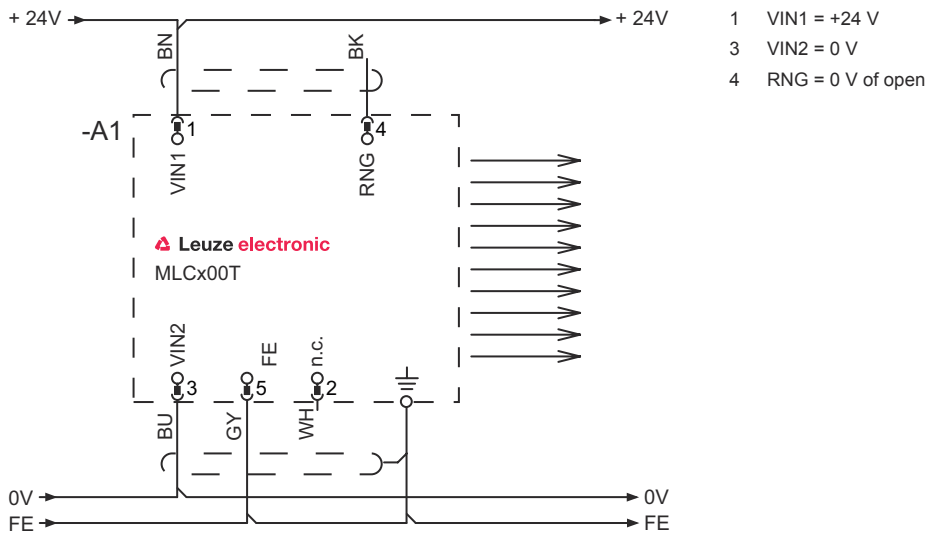 + 24V
+ 24V
1 VIN1 = +24 V
3 VIN2 = 0 V
4 RNG = 0 V of open
BN
BK
-A1
1
4
VIN1
RNG
Leuze electronic
MLCx00T
VIN2
FE
n.c.
3
5
2
BU
GY
WH
0V
0V
FE
FE